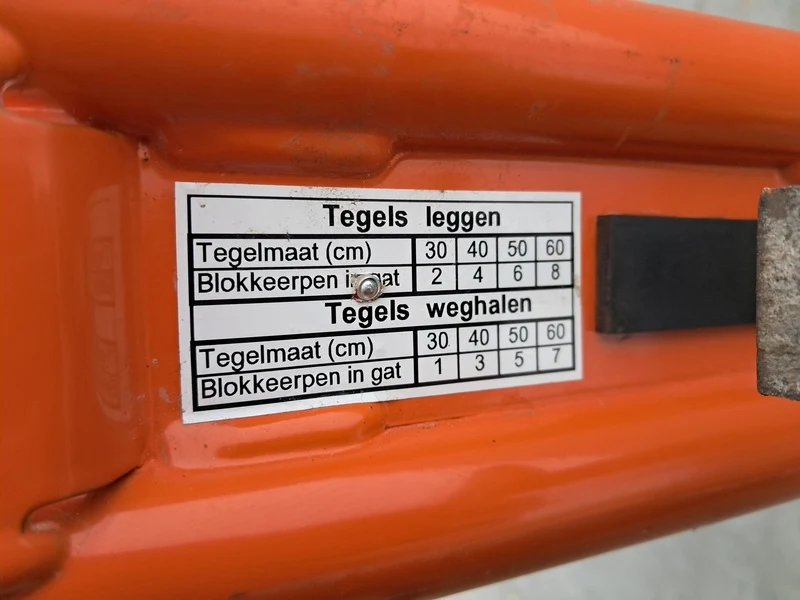 Tegels leggen
Tegelmaat (cm) 30 40 50 60
Blokkeerpen in gat 2 4 6 8
Tegels weghalen
Tegelmaat (cm) 30 40 50 60
Blokkeerpen in gat 1 3 5 7